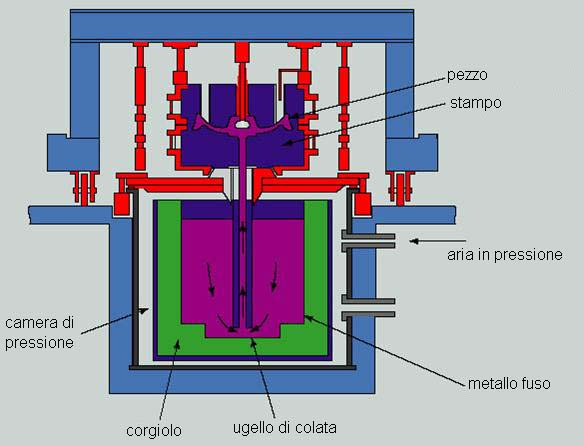 pezzo
stampo
aria in pressione
camera di
pressione
metallo fuso
corgiolo
ugello di colata